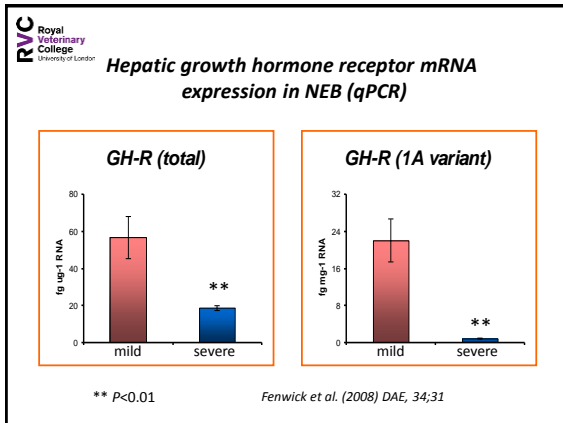 RVC
Royal
Veterinary
College
University of London
Hepatic growth hormone receptor mRNA
expression in NEB (qPCR)
GH-R (total)
80
60
40
20
0
fg ug-1 RNA
**
mild severe
GH-R (1A variant)
32
24
16
8
0
fg mg-1 RNA
**
mild severe
** P<0.01
Fenwick et al. (2008) DAE, 34;31